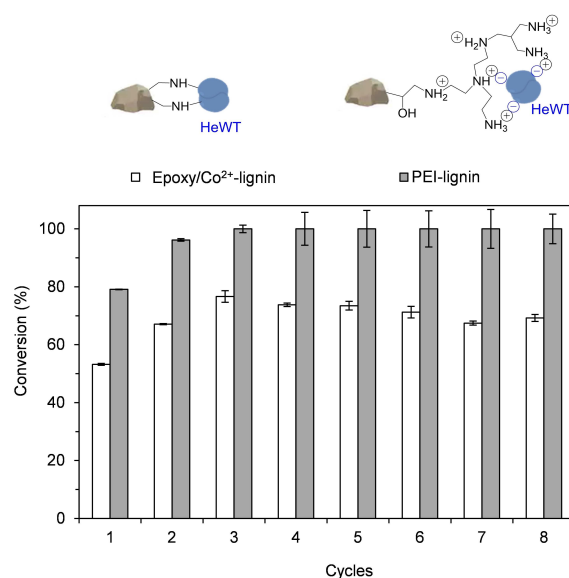 NH
NH
HeWT
OH
NH₂
⊕
NH
⊕
H₂N
⊕
NH₃
⊕
NH₃
⊕
NH₃
⊕
⊖
⊖
⊖
HeWT
Epoxy/Co²⁺-lignin
PEI-lignin
Conversion (%)
100
80
60
40
20
0
1 2 3 4 5 6 7 8
Cycles